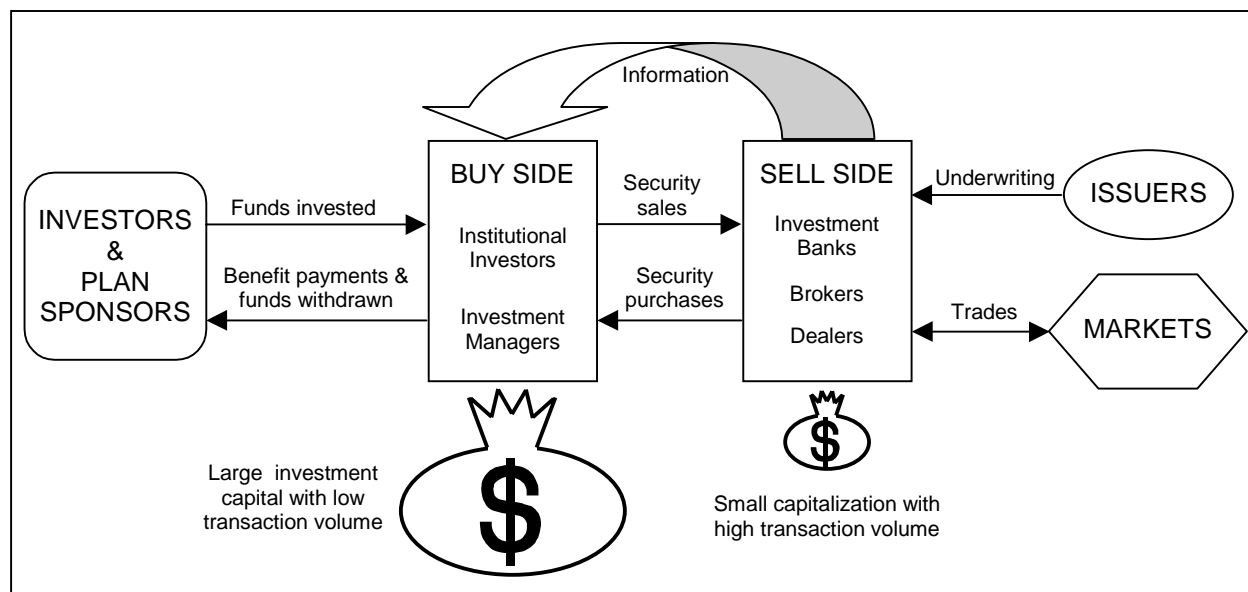 Information
INVESTORS
&
PLAN
SPONSORS
Funds invested
Benefit payments &
funds withdrawn
BUY SIDE
Institutional
Investors
Investment
Managers
Security
sales
Security
purchases
SELL SIDE
Investment
Banks
Brokers
Dealers
Underwriting
ISSUERS
Trades
MARKETS
Large investment
capital with low
transaction volume
$
$
Small capitalization with
high transaction volume